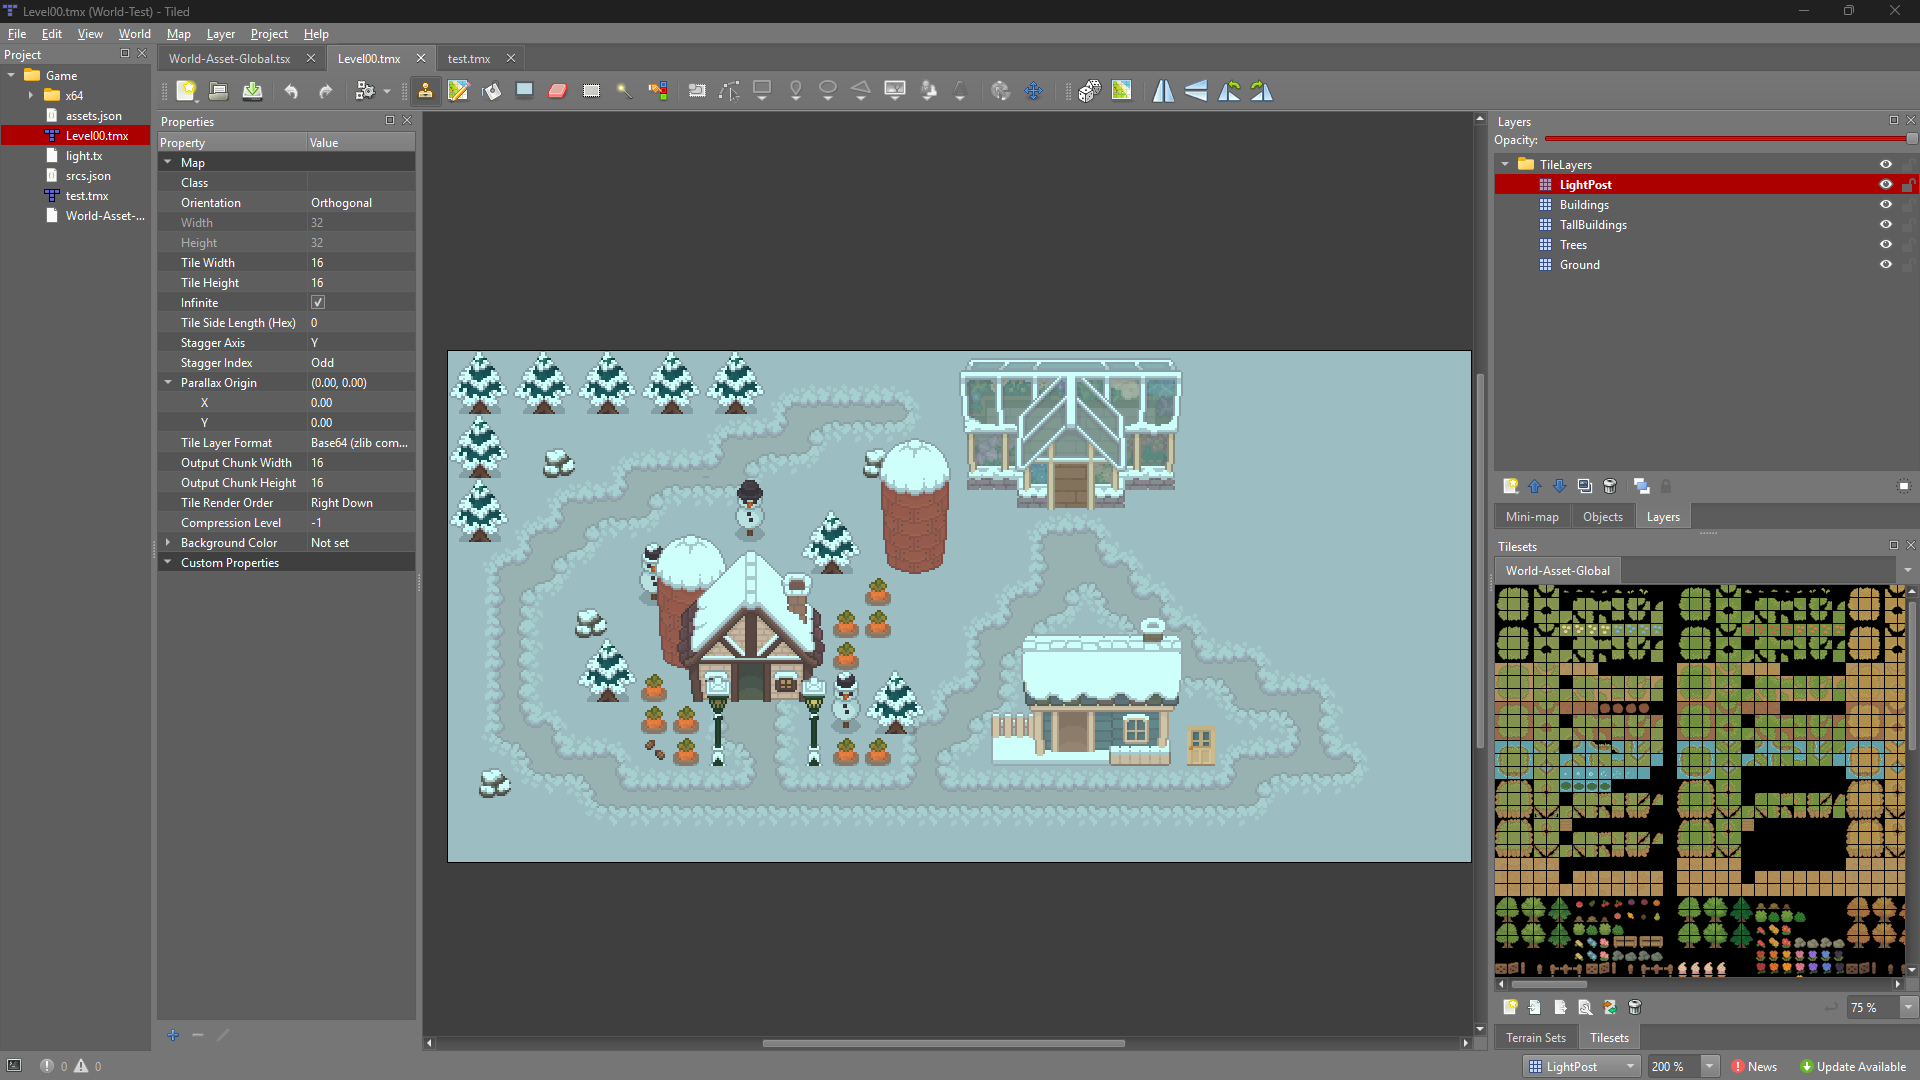 Level00.tmx (World-Test) - Tiled
File Edit View World Map Layer Project Help
Project
Game
x64
assets.json
Level00.tmx
light.tx
srcs.json
test.tmx
World-Asset-...
World-Asset-Global.tsx
Level00.tmx
test.tmx
Properties
Property Value
Map
Class
Orientation Orthogonal
Width 32
Height 32
Tile Width 16
Tile Height 16
Infinite
Tile Side Length (Hex) 0
Stagger Axis Y
Stagger Index Odd
Parallax Origin (0.00, 0.00)
X 0.00
Y 0.00
Tile Layer Format Base64 (zlib com...
Output Chunk Width 16
Output Chunk Height 16
Tile Render Order Right Down
Compression Level -1
Background Color Not set
Custom Properties
Layers
Opacity:
TileLayers
LightPost
Buildings
TallBuildings
Trees
Ground
Mini-map Objects Layers
Tilesets
World-Asset-Global
75 %
Terrain Sets Tilesets
0 0
LightPost 200 % News Update Available